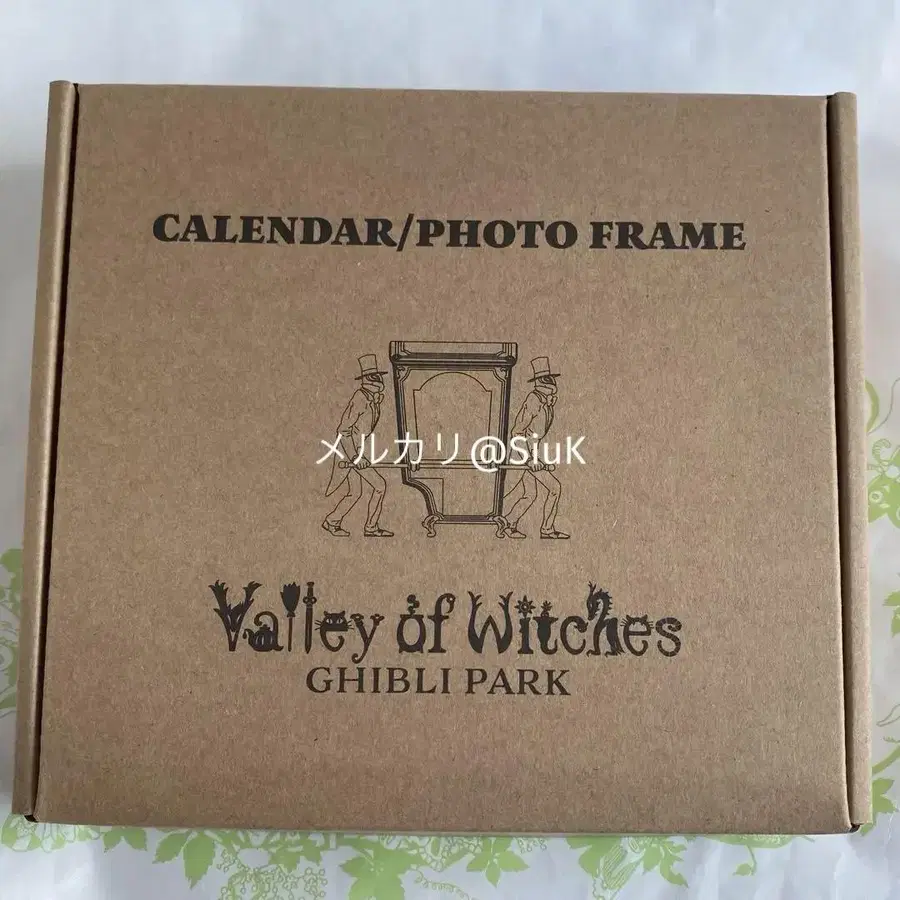 CALENDAR/PHOTO FRAME
メルカリ@SiuK
Valley of Witches
GHIBLI PARK